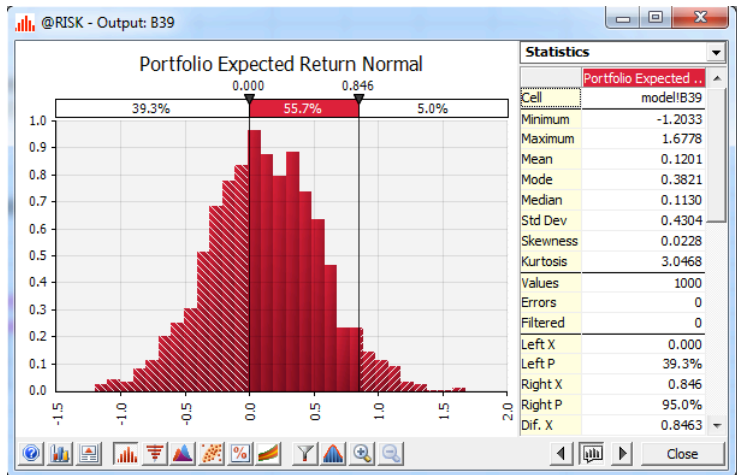 @RISK - Output: B39
Portfolio Expected Return Normal
0.000 0.846
39.3% 55.7% 5.0%
1.0
0.9
0.8
0.7
0.6
0.5
0.4
0.3
0.2
0.1
0.0
-1.5 -1.0 -0.5 0.0 0.5 1.0 1.5 2.0
Statistics
Portfolio Expected ..
Cell model!B39
Minimum -1.2033
Maximum 1.6778
Mean 0.1201
Mode 0.3821
Median 0.1130
Std Dev 0.4304
Skewness 0.0228
Kurtosis 3.0468
Values 1000
Errors 0
Filtered 0
Left X 0.000
Left P 39.3%
Right X 0.846
Right P 95.0%
Dif. X 0.8463
Close